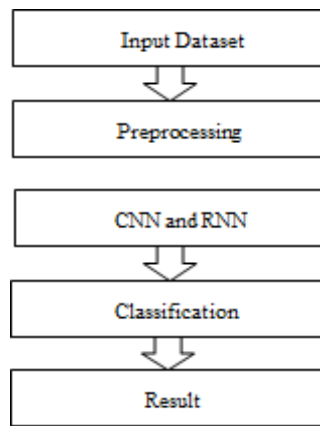 Input Dataset
Preprocessing
CNN and RNN
Classification
Result